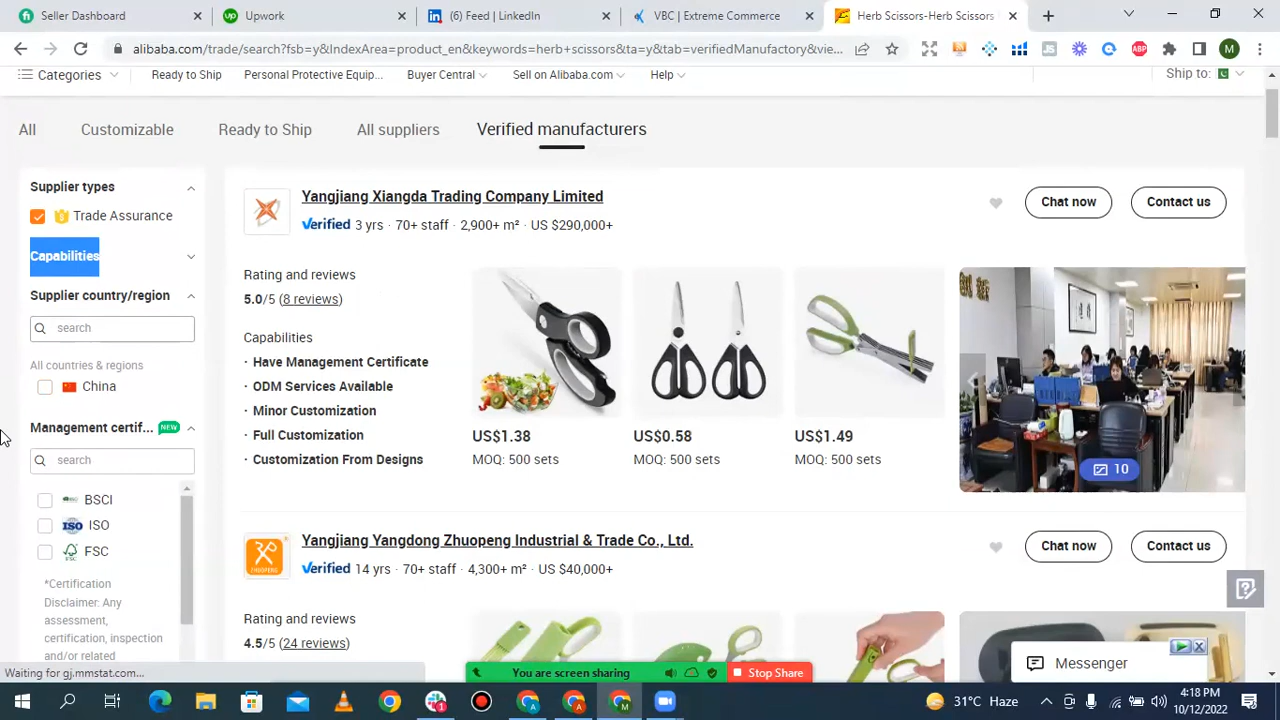 Seller Dashboard
Upwork
(6) Feed | LinkedIn
VBC | Extreme Commerce
Herb Scissors-Herb Scissors
alibaba.com/trade/search?fsb=y&IndexArea=product_en&keywords=herb+scissors&ta=y&tab=verifiedManufactory&vie...
Categories
Ready to Ship
Personal Protective Equip...
Buyer Central
Sell on Alibaba.com
Help
Ship to:
All
Customizable
Ready to Ship
All suppliers
Verified manufacturers
Supplier types
Trade Assurance
Capabilities
Supplier country/region
search
All countries & regions
China
Management certif...
NEW
search
BSCI
ISO
FSC
*Certification
Disclaimer: Any
assessment,
certification, inspection
and/or related
Yangjiang Xiangda Trading Company Limited
Verified 3 yrs · 70+ staff · 2,900+ m² · US $290,000+
Chat now
Contact us
Rating and reviews
5.0/5 (8 reviews)
Capabilities
· Have Management Certificate
· ODM Services Available
· Minor Customization
· Full Customization
· Customization From Designs
US$1.38
MOQ: 500 sets
US$0.58
MOQ: 500 sets
US$1.49
MOQ: 500 sets
10
Yangjiang Yangdong Zhuopeng Industrial & Trade Co., Ltd.
Verified 14 yrs · 70+ staff · 4,300+ m² · US $40,000+
Chat now
Contact us
ZHUOPENG
Rating and reviews
4.5/5 (24 reviews)
Messenger
Waiting for gj.mmstat.com...
You are screen sharing
Stop Share
31°C Haze
4:18 PM
10/12/2022